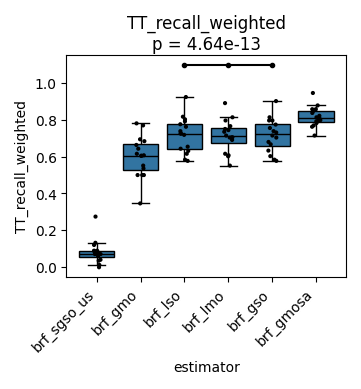 TT_recall_weighted
p = 4.64e-13
TT_recall_weighted
1.0
0.8
0.6
0.4
0.2
0.0
brf_sgso_us
brf_gmo
brf_lso
brf_lmo
brf_gso
brf_gmosa
estimator